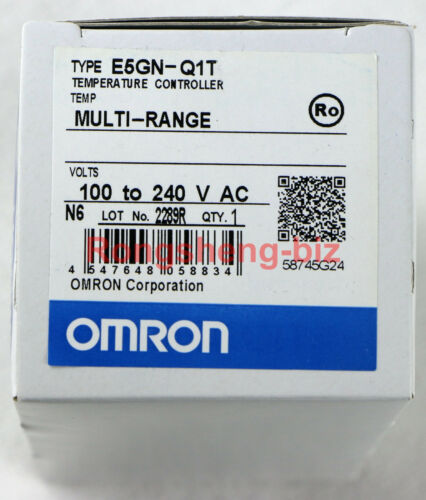 TYPE E5GN-Q1T
TEMPERATURE CONTROLLER
TEMP
MULTI-RANGE
Ro
VOLTS
100 to 240 V AC
N6 LOT No. 2289R QTY. 1
Rongsheng-biz
4 547648 058834
58745G24
OMRON Corporation
OMRON